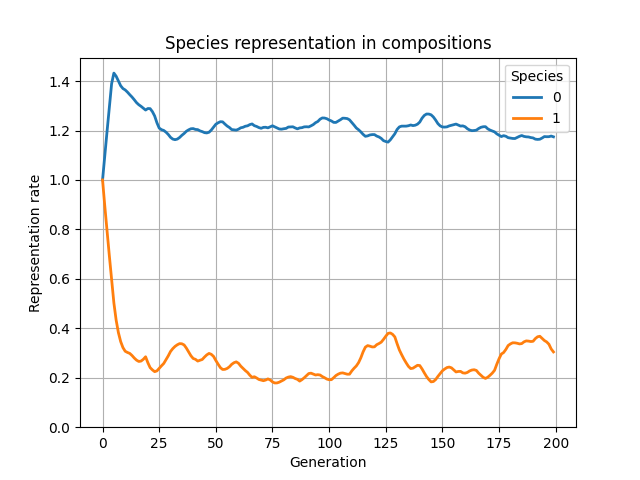 Species representation in compositions
Species
0
1
Representation rate
1.4
1.2
1.0
0.8
0.6
0.4
0.2
0.0
0 25 50 75 100 125 150 175 200
Generation